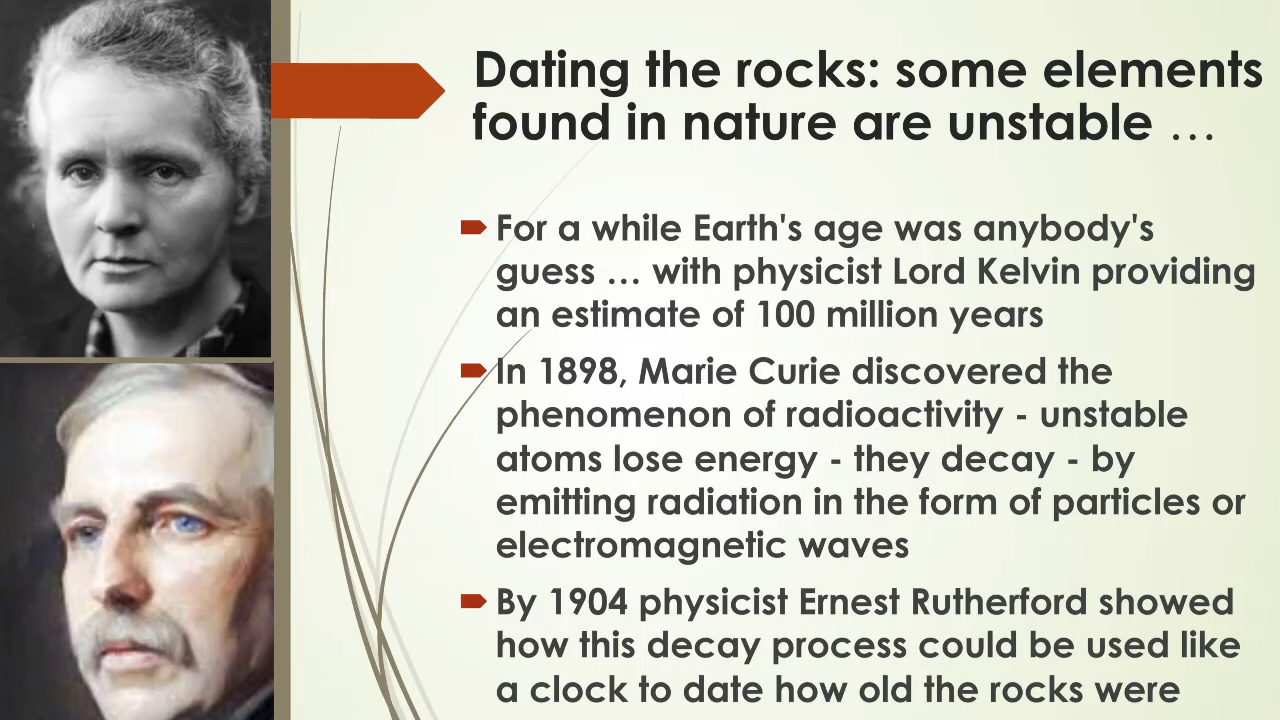 Dating the rocks: some elements
found in nature are unstable …
For a while Earth's age was anybody's
guess … with physicist Lord Kelvin providing
an estimate of 100 million years
In 1898, Marie Curie discovered the
phenomenon of radioactivity - unstable
atoms lose energy - they decay - by
emitting radiation in the form of particles or
electromagnetic waves
By 1904 physicist Ernest Rutherford showed
how this decay process could be used like
a clock to date how old the rocks were